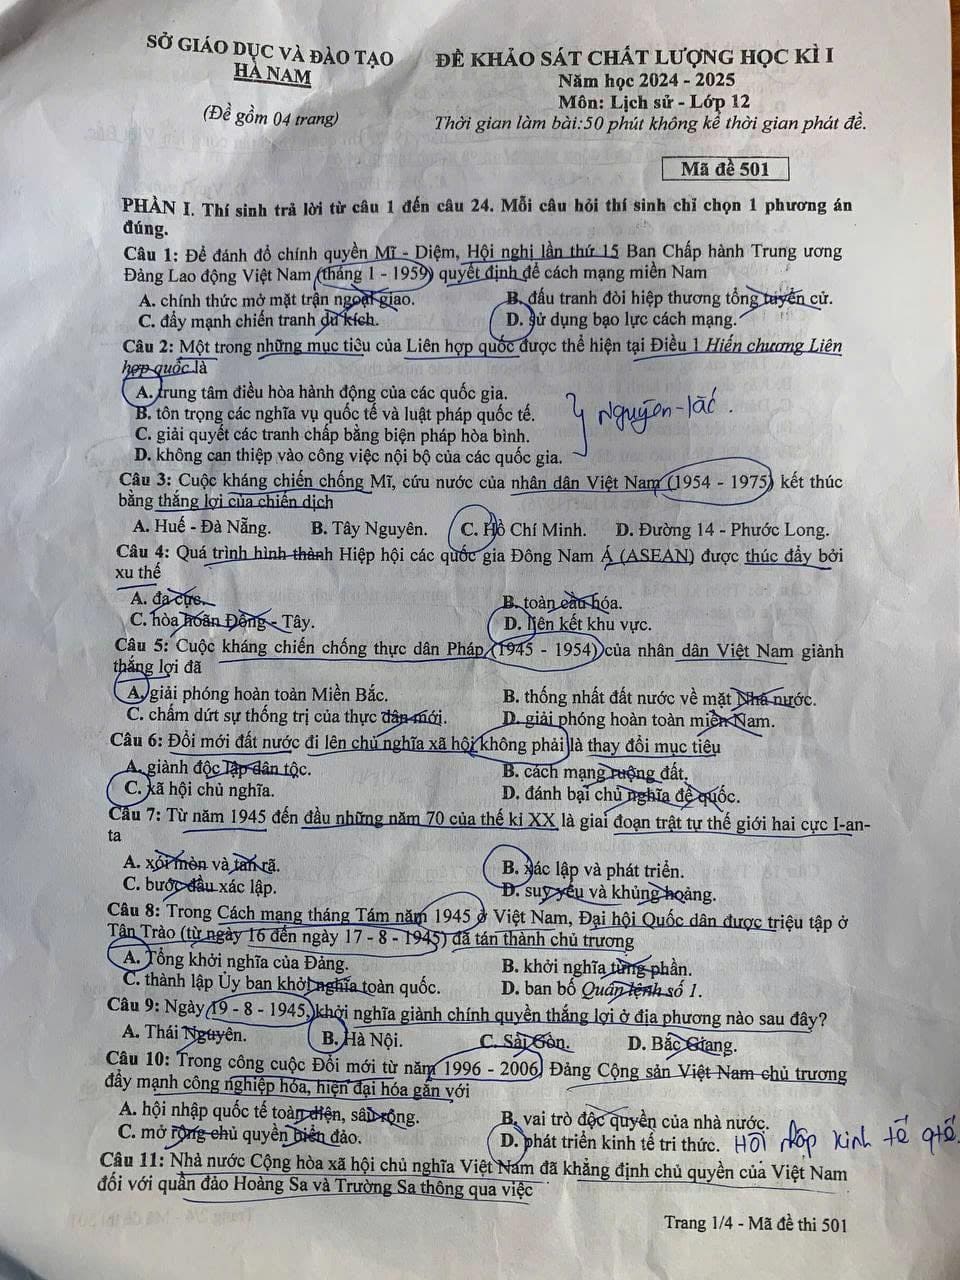 SỞ GIÁO DỤC VÀ ĐÀO TẠO
HÀ NAM
(Đề gồm 04 trang)
ĐỀ KHẢO SÁT CHẤT LƯỢNG HỌC KÌ I
Năm học 2024 - 2025
Môn: Lịch sử - Lớp 12
Thời gian làm bài:50 phút không kể thời gian phát đề.
Mã đề 501
PHẦN I. Thí sinh trả lời từ câu 1 đến câu 24. Mỗi câu hỏi thí sinh chỉ chọn 1 phương án
đúng.
Câu 1: Để đánh đổ chính quyền Mĩ - Diệm, Hội nghị lần thứ 15 Ban Chấp hành Trung ương
Đảng Lao động Việt Nam (tháng 1 - 1959) quyết định để cách mạng miền Nam
A. chính thức mở mặt trận ngoại giao. B. đấu tranh đòi hiệp thương tổng tuyển cử.
C. đẩy mạnh chiến tranh du kích. D. sử dụng bạo lực cách mạng.
Câu 2: Một trong những mục tiêu của Liên hợp quốc được thể hiện tại Điều 1 Hiến chương Liên
hợp quốc là
A. trung tâm điều hòa hành động của các quốc gia.
B. tôn trọng các nghĩa vụ quốc tế và luật pháp quốc tế.
Nguyên-tắc.
C. giải quyết các tranh chấp bằng biện pháp hòa bình.
D. không can thiệp vào công việc nội bộ của các quốc gia.
Câu 3: Cuộc kháng chiến chống Mĩ, cứu nước của nhân dân Việt Nam (1954 - 1975) kết thúc
bằng thắng lợi của chiến dịch
A. Huế - Đà Nẵng. B. Tây Nguyên. C. Hồ Chí Minh. D. Đường 14 - Phước Long.
Câu 4: Quá trình hình thành Hiệp hội các quốc gia Đông Nam Á (ASEAN) được thúc đẩy bởi
xu thế
A. đa cực. B. toàn cầu hóa.
C. hòa hoãn Đông - Tây. D. liên kết khu vực.
Câu 5: Cuộc kháng chiến chống thực dân Pháp (1945 - 1954) của nhân dân Việt Nam giành
thắng lợi đã
A. giải phóng hoàn toàn Miền Bắc. B. thống nhất đất nước về mặt Nhà nước.
C. chấm dứt sự thống trị của thực dân mới. D. giải phóng hoàn toàn miền Nam.
Câu 6: Đổi mới đất nước đi lên chủ nghĩa xã hội không phải là thay đổi mục tiêu
A. giành độc lập dân tộc. B. cách mạng ruộng đất.
C. xã hội chủ nghĩa. D. đánh bại chủ nghĩa đế quốc.
Câu 7: Từ năm 1945 đến đầu những năm 70 của thế kỉ XX là giai đoạn trật tự thế giới hai cực I-an-
ta
A. xói mòn và tan rã. B. xác lập và phát triển.
C. bước đầu xác lập. D. suy yếu và khủng hoảng.
Câu 8: Trong Cách mạng tháng Tám năm 1945 ở Việt Nam, Đại hội Quốc dân được triệu tập ở
Tân Trào (từ ngày 16 đến ngày 17 - 8 - 1945) đã tán thành chủ trương
A. Tổng khởi nghĩa của Đảng. B. khởi nghĩa từng phần.
C. thành lập Ủy ban khởi nghĩa toàn quốc. D. ban bố Quân lệnh số 1.
Câu 9: Ngày 19 - 8 - 1945, khởi nghĩa giành chính quyền thắng lợi ở địa phương nào sau đây?
A. Thái Nguyên. B. Hà Nội. C. Sài Gòn. D. Bắc Giang.
Câu 10: Trong công cuộc Đổi mới từ năm 1996 - 2006, Đảng Cộng sản Việt Nam chủ trương
đẩy mạnh công nghiệp hóa, hiện đại hóa gắn với
A. hội nhập quốc tế toàn diện, sâu rộng. B. vai trò độc quyền của nhà nước.
C. mở rộng chủ quyền biển đảo. D. phát triển kinh tế tri thức. Hội nhập kinh tế qtế.
Câu 11: Nhà nước Cộng hòa xã hội chủ nghĩa Việt Nam đã khẳng định chủ quyền của Việt Nam
đối với quần đảo Hoàng Sa và Trường Sa thông qua việc
Trang 1/4 - Mã đề thi 501